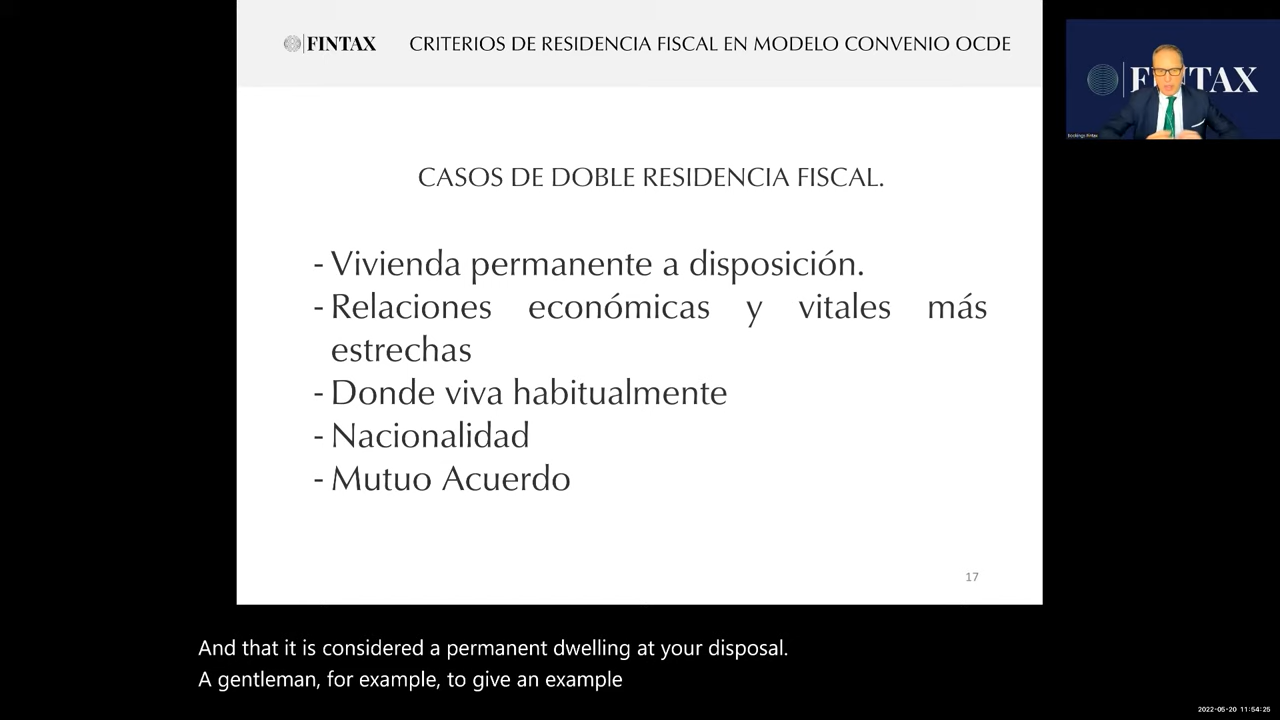 FINTAX
CRITERIOS DE RESIDENCIA FISCAL EN MODELO CONVENIO OCDE
FINTAX
Bookings Fintax
CASOS DE DOBLE RESIDENCIA FISCAL.
- Vivienda permanente a disposición.
- Relaciones económicas y vitales más
estrechas
- Donde viva habitualmente
- Nacionalidad
- Mutuo Acuerdo
17
And that it is considered a permanent dwelling at your disposal.
A gentleman, for example, to give an example
2022-05-20 11:54:25